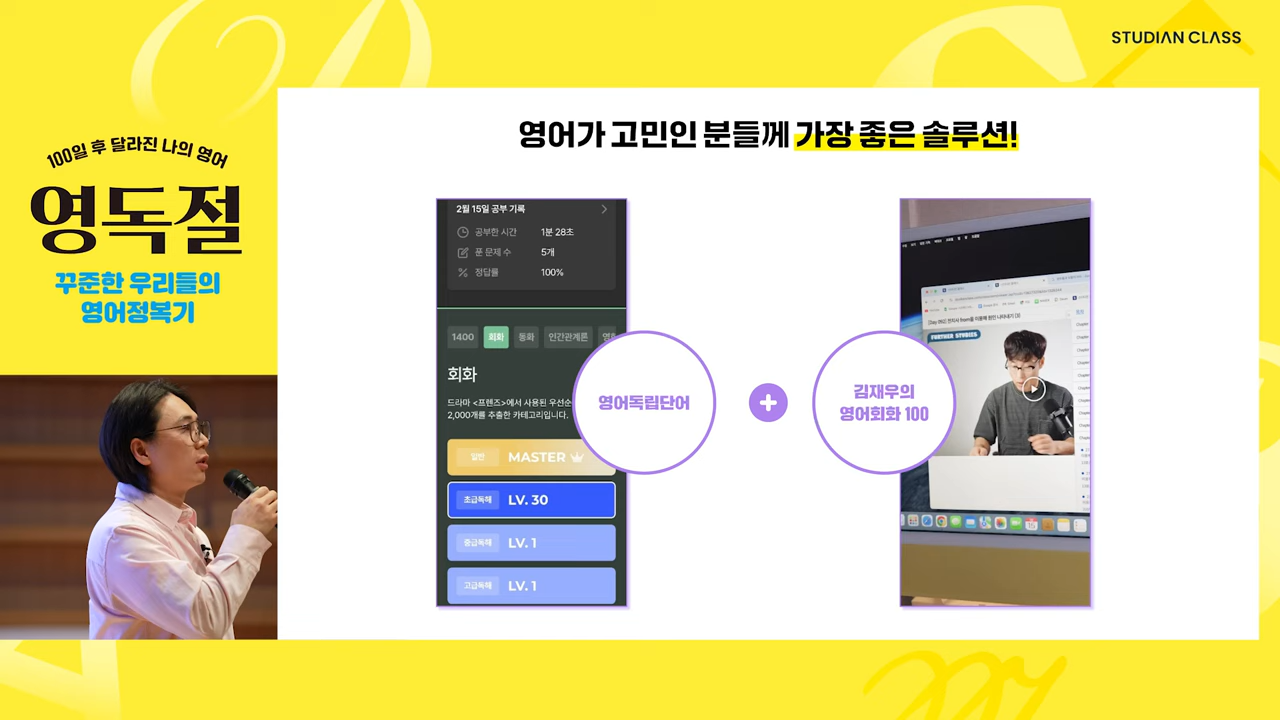 STUDIAN CLASS
100일 후 달라진 나의 영어
영독절
꾸준한 우리들의
영어정복기
영어가 고민인 분들께 가장 좋은 솔루션!
2월 15일 공부 기록
공부한 시간 1분 28초
푼 문제 수 5개
정답률 100%
1400 회화 동화 인간관계론
회화
드라마 <프렌즈>에서 사용된 우선순
2,000개를 추출한 카테고리입니다.
일반 MASTER
초급독해 LV. 30
중급독해 LV. 1
고급독해 LV. 1
영어독립단어
+
김재우의
영어회화 100
FURTHER STUDIES